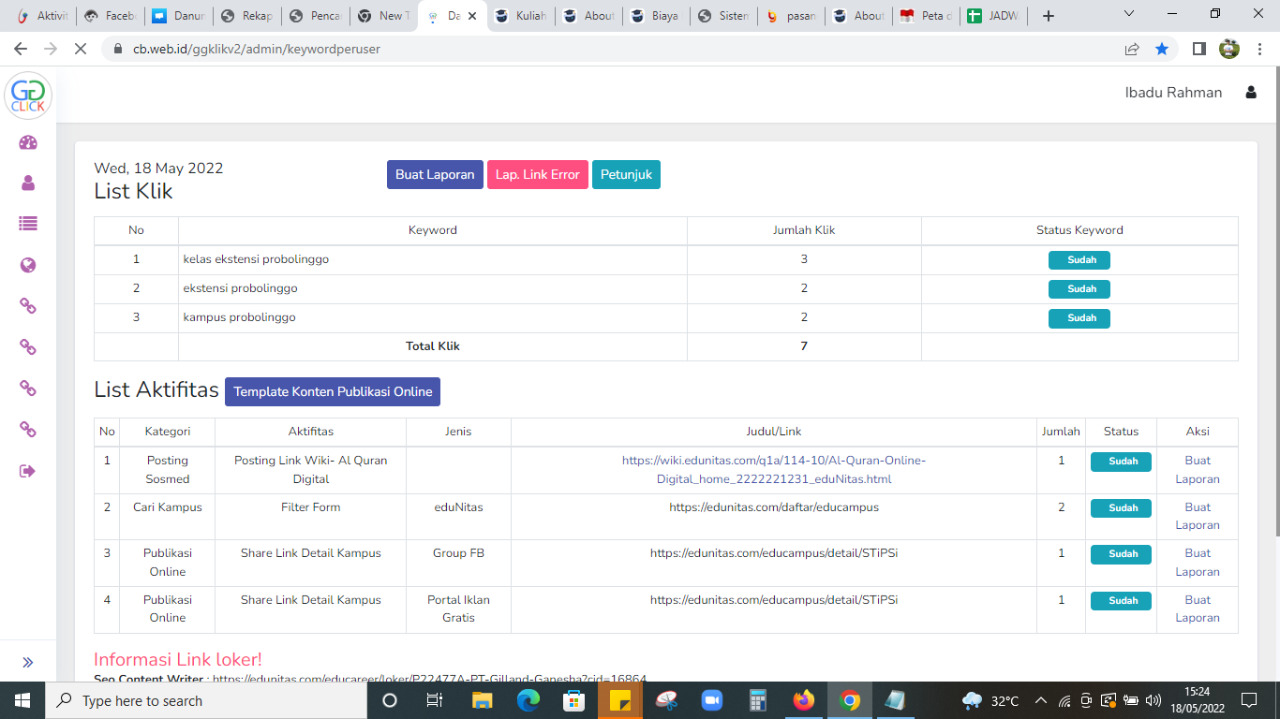 Aktivit
Faceb
Danur
Rekap
Penca
New T
Da
Kuliah
About
Biaya
Sisten
pasan
About
Peta d
JADW
cb.web.id/ggklikv2/admin/keywordperuser
GG
CLICK
Ibadu Rahman
Wed, 18 May 2022
List Klik
Buat Laporan
Lap. Link Error
Petunjuk
No Keyword Jumlah Klik Status Keyword
1 kelas ekstensi probolinggo 3 Sudah
2 ekstensi probolinggo 2 Sudah
3 kampus probolinggo 2 Sudah
Total Klik 7
List Aktifitas
Template Konten Publikasi Online
No Kategori Aktifitas Jenis Judul/Link Jumlah Status Aksi
1 Posting Posting Link Wiki- Al Quran https://wiki.edunitas.com/q1a/114-10/Al-Quran-Online- 1 Sudah Buat
Sosmed Digital Digital_home_2222221231_eduNitas.html Laporan
2 Cari Kampus Filter Form eduNitas https://edunitas.com/daftar/educampus 2 Sudah Buat
Laporan
3 Publikasi Share Link Detail Kampus Group FB https://edunitas.com/educampus/detail/STiPSi 1 Sudah Buat
Online Laporan
4 Publikasi Share Link Detail Kampus Portal Iklan https://edunitas.com/educampus/detail/STiPSi 1 Sudah Buat
Online Gratis Laporan
Informasi Link loker!
Seo Content Writer : https://edunitas.com/educareer/loker/P22477A-PT-Gilland-Ganesha?cid=16864
Type here to search
32°C
15:24
18/05/2022